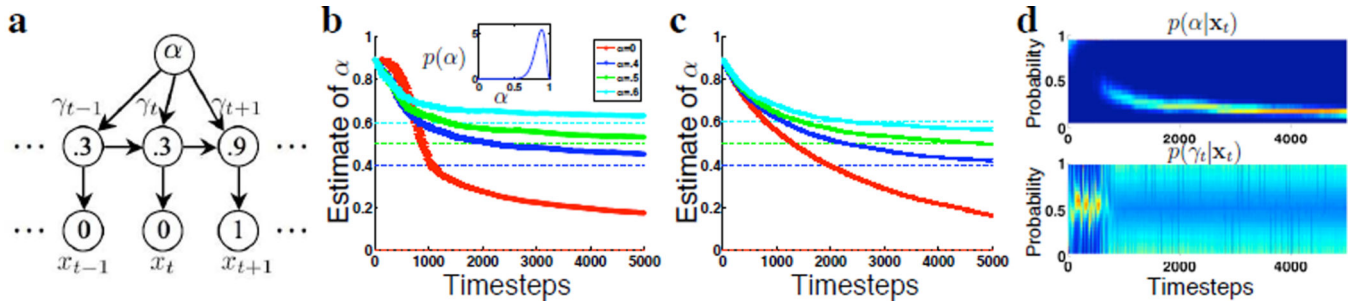 a
α
γt−1 γt γt+1
... .3 .3 .9 ...
... 0 0 1 ...
xt−1 xt xt+1
b
Estimate of α
1
0.8
0.6
0.4
0.2
0
0 1000 2000 3000 4000 5000
Timesteps
p(α)
5
0
0 0.5 1
α
α=0
α=.4
α=.5
α=.6
c
Estimate of α
1
0.8
0.6
0.4
0.2
0
0 1000 2000 3000 4000 5000
Timesteps
d
p(α|xt)
Probability
1
0.5
0
0 2000 4000
p(γt|xt)
Probability
1
0.5
0
0 2000 4000
Timesteps